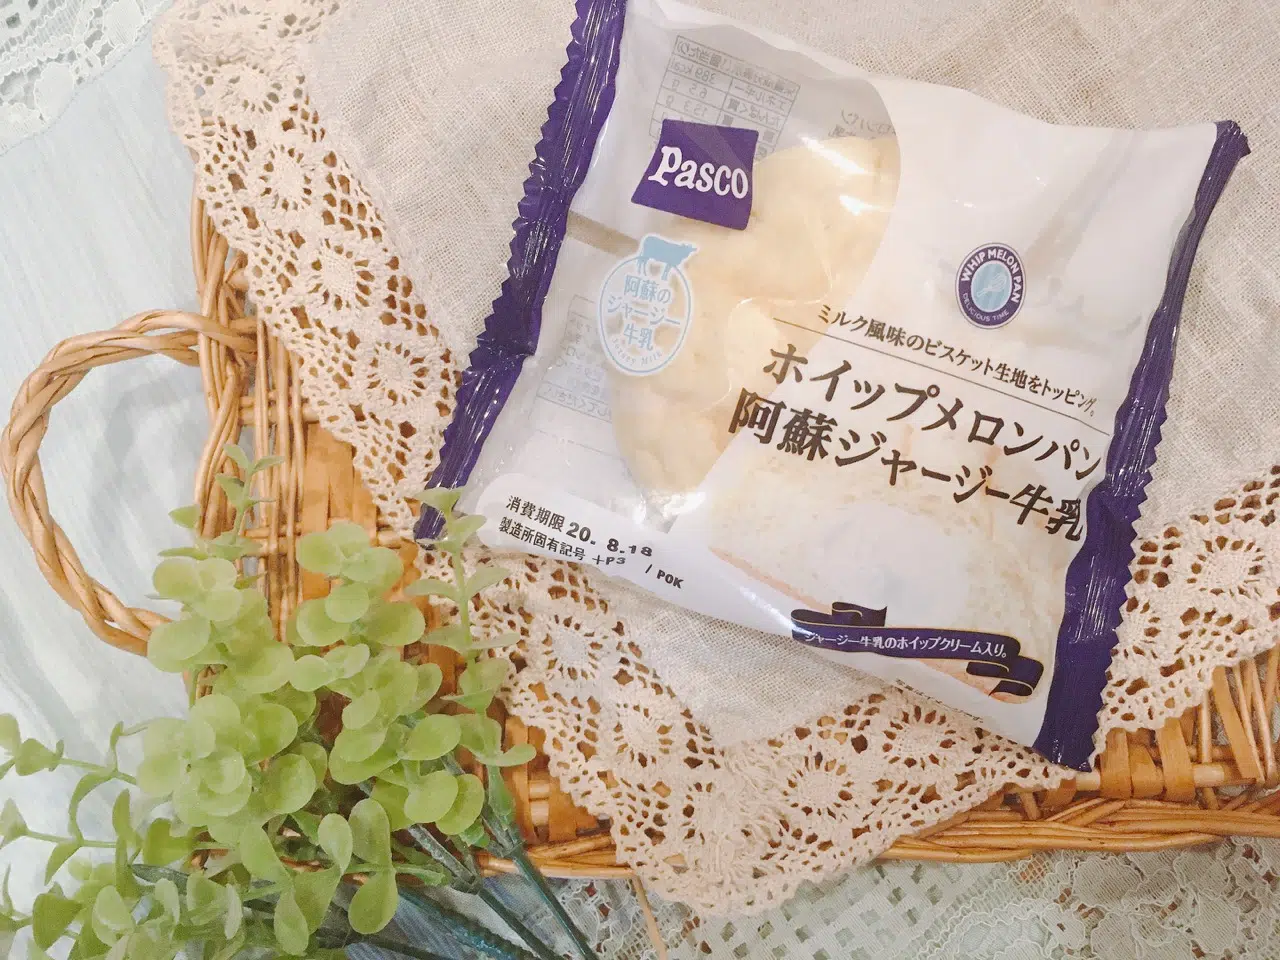 Pasco
阿蘇の
ジャージー
牛乳
Jersey Milk
WHIP MELON PAN
DELICIOUS TIME
ミルク風味のビスケット生地をトッピング。
ホイップメロンパン
阿蘇ジャージー牛乳
消費期限 20. 8.18
製造所固有記号 +P3 / POK
ジャージー牛乳のホイップクリーム入り。